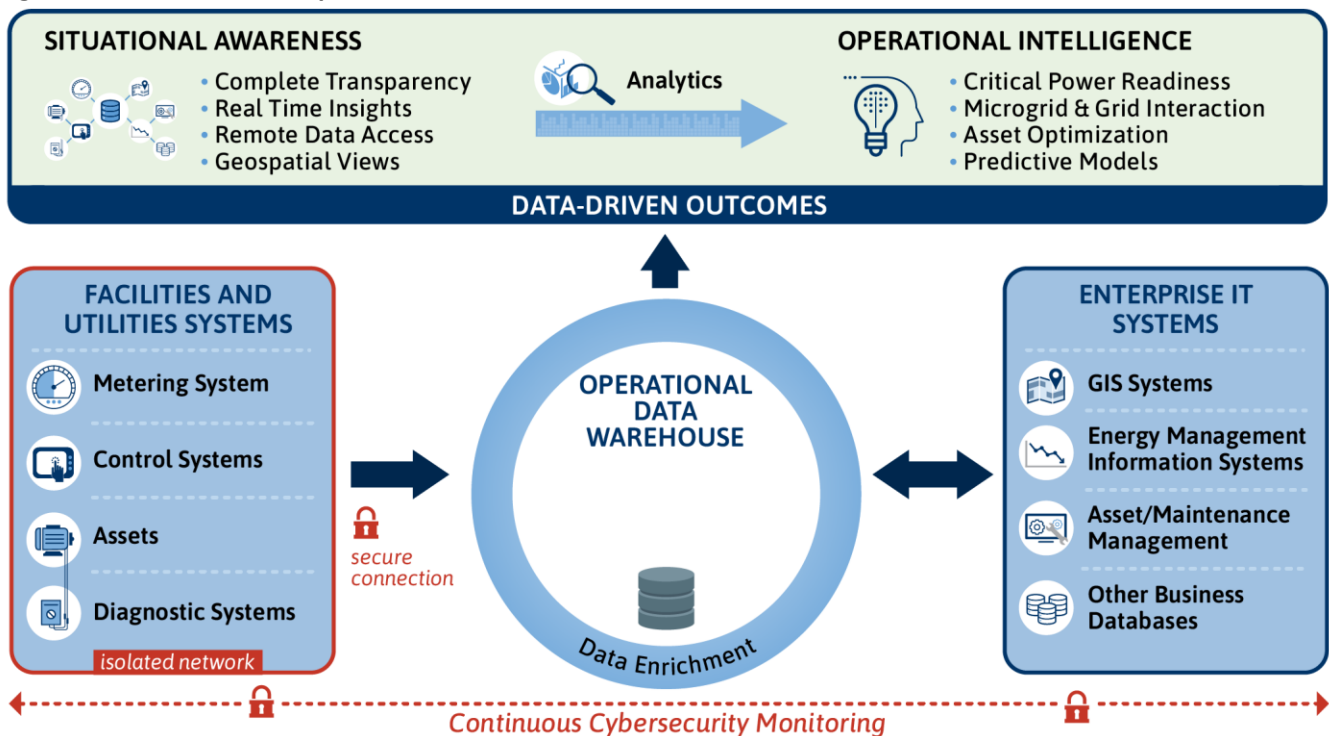 SITUATIONAL AWARENESS
• Complete Transparency
• Real Time Insights
• Remote Data Access
• Geospatial Views
Analytics
OPERATIONAL INTELLIGENCE
• Critical Power Readiness
• Microgrid & Grid Interaction
• Asset Optimization
• Predictive Models
DATA-DRIVEN OUTCOMES
FACILITIES AND
UTILITIES SYSTEMS
Metering System
Control Systems
Assets
Diagnostic Systems
isolated network
secure
connection
OPERATIONAL
DATA
WAREHOUSE
Data Enrichment
ENTERPRISE IT
SYSTEMS
GIS Systems
Energy Management
Information Systems
Asset/Maintenance
Management
Other Business
Databases
Continuous Cybersecurity Monitoring